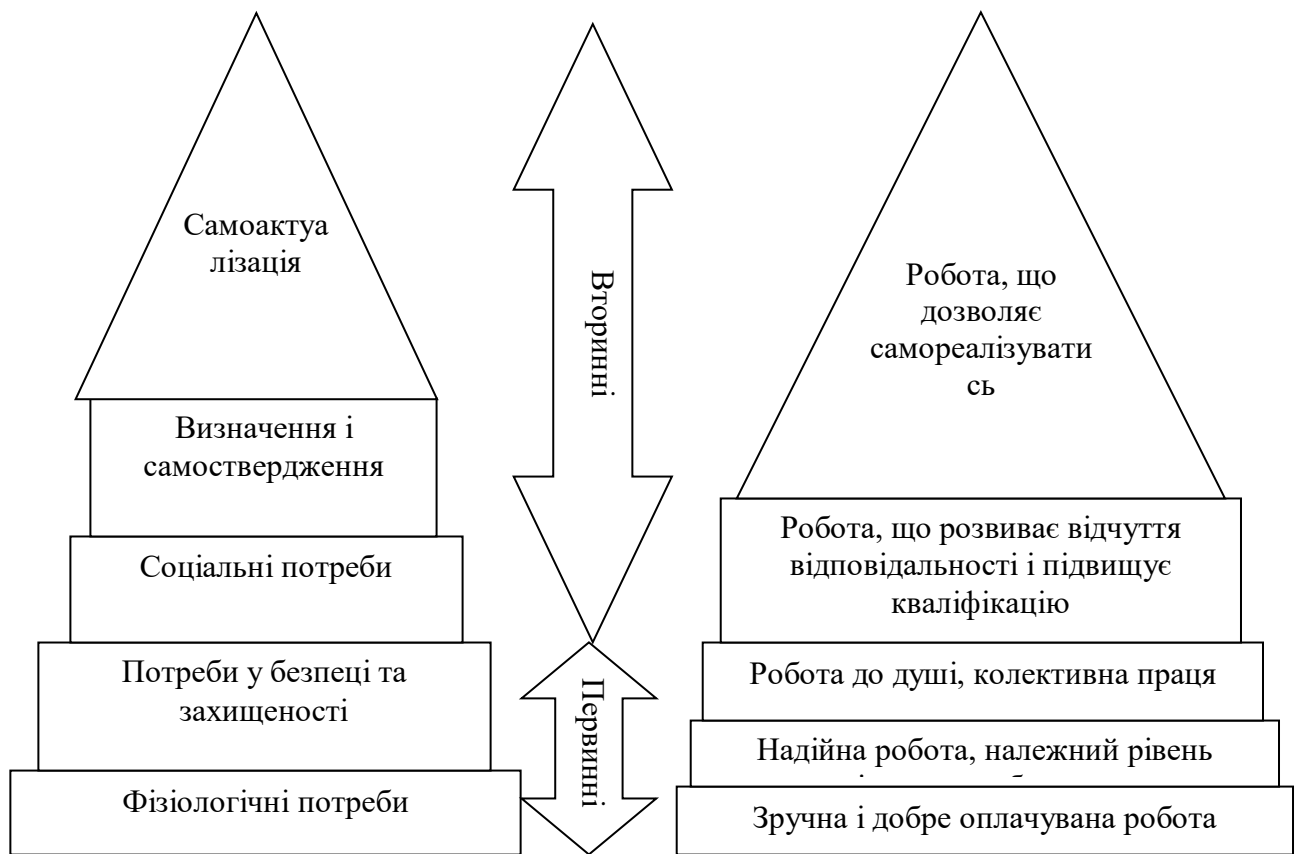 Самоактуа
лізація
Визначення і
самоствердження
Соціальні потреби
Потреби у безпеці та
захищеності
Фізіологічні потреби
Вторинні
Первинні
Робота, що
дозволяє
самореалізувати
сь
Робота, що розвиває відчуття
відповідальності і підвищує
кваліфікацію
Робота до душі, колективна праця
Надійна робота, належний рівень
Зручна і добре оплачувана робота